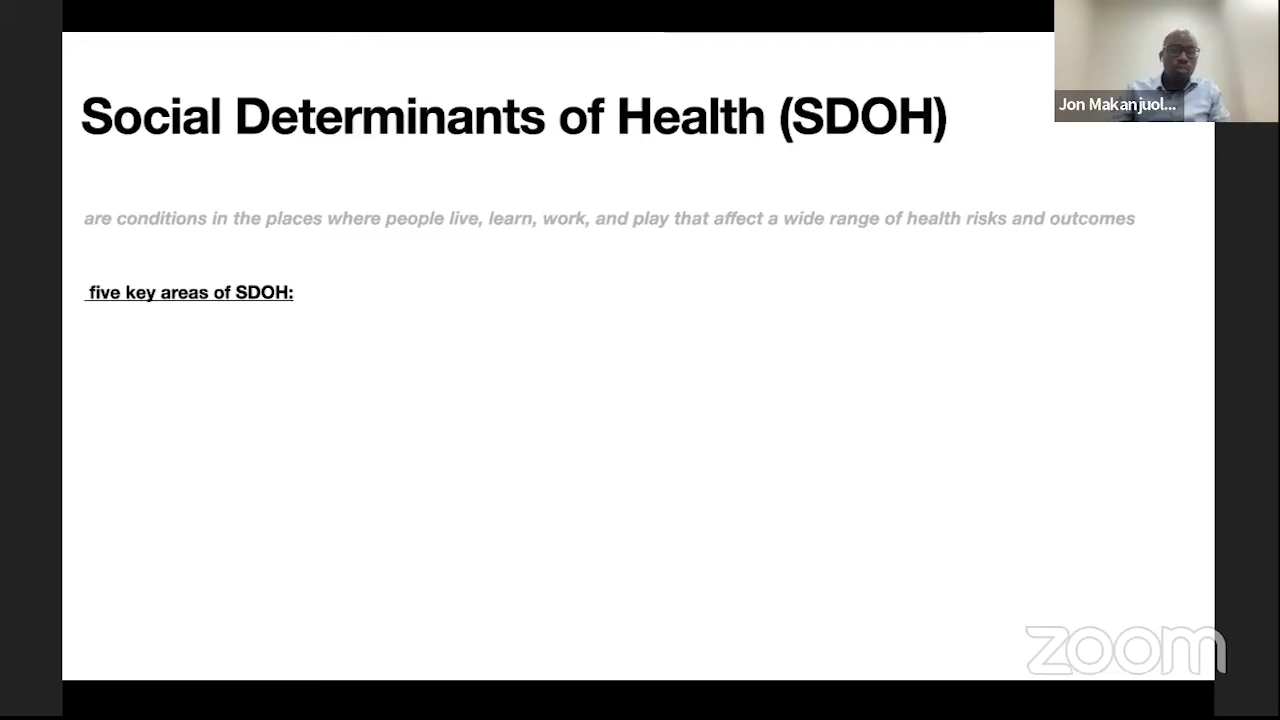 Social Determinants of Health (SDOH)
Jon Makanjuol...
are conditions in the places where people live, learn, work, and play that affect a wide range of health risks and outcomes
five key areas of SDOH:
zoom